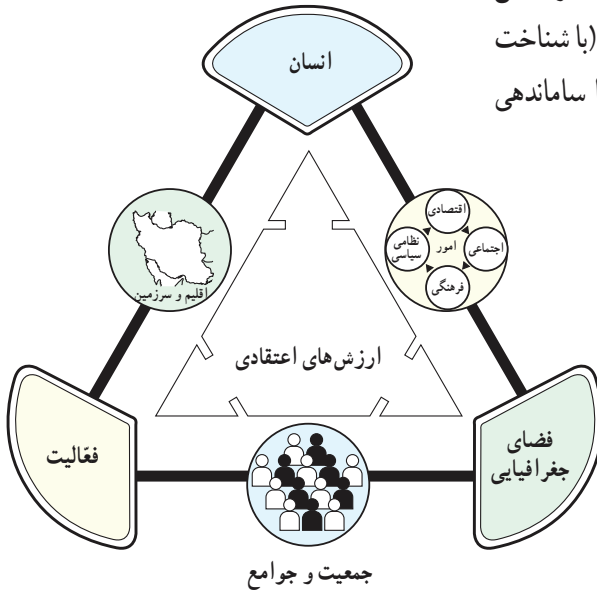 (با شناخت
ساماندهی
انسان
اقتصادی
نظامی
سیاسی
امور
اجتماعی
فرهنگی
اقلیم و سرزمین
ارزش‌های اعتقادی
فعّالیت
فضای
جغرافیایی
جمعیت و جوامع